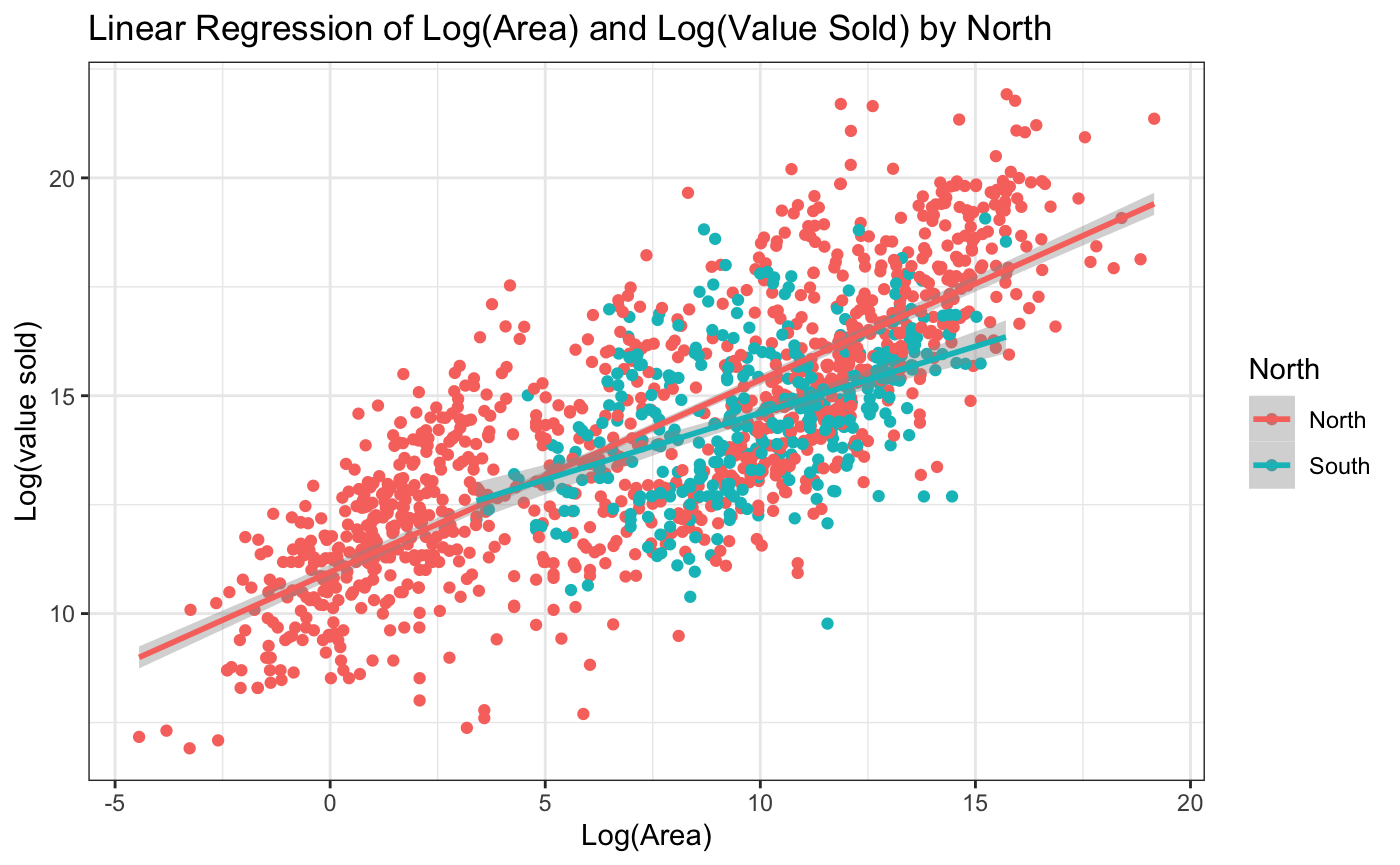 Linear Regression of Log(Area) and Log(Value Sold) by North
Log(value sold)
20
15
10
-5
0
5
10
15
20
Log(Area)
North
North
South